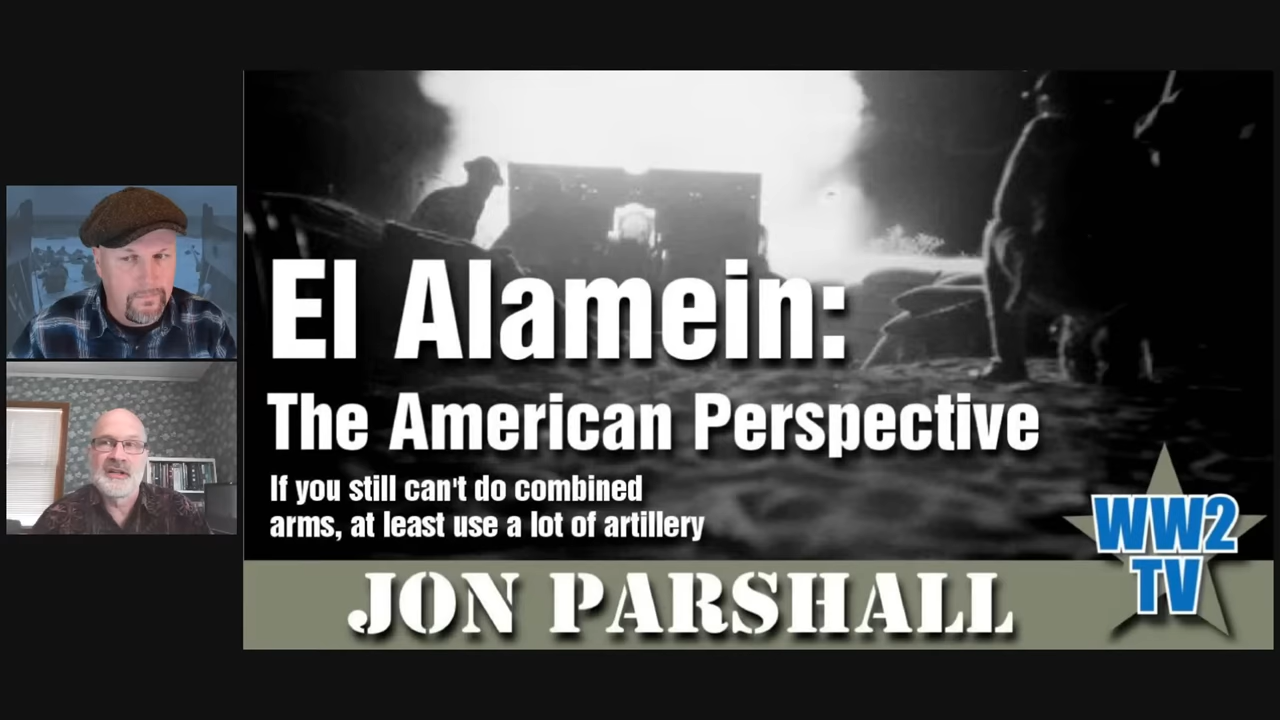 El Alamein:
The American Perspective
If you still can't do combined
arms, at least use a lot of artillery
WW2
TV
JON PARSHALL